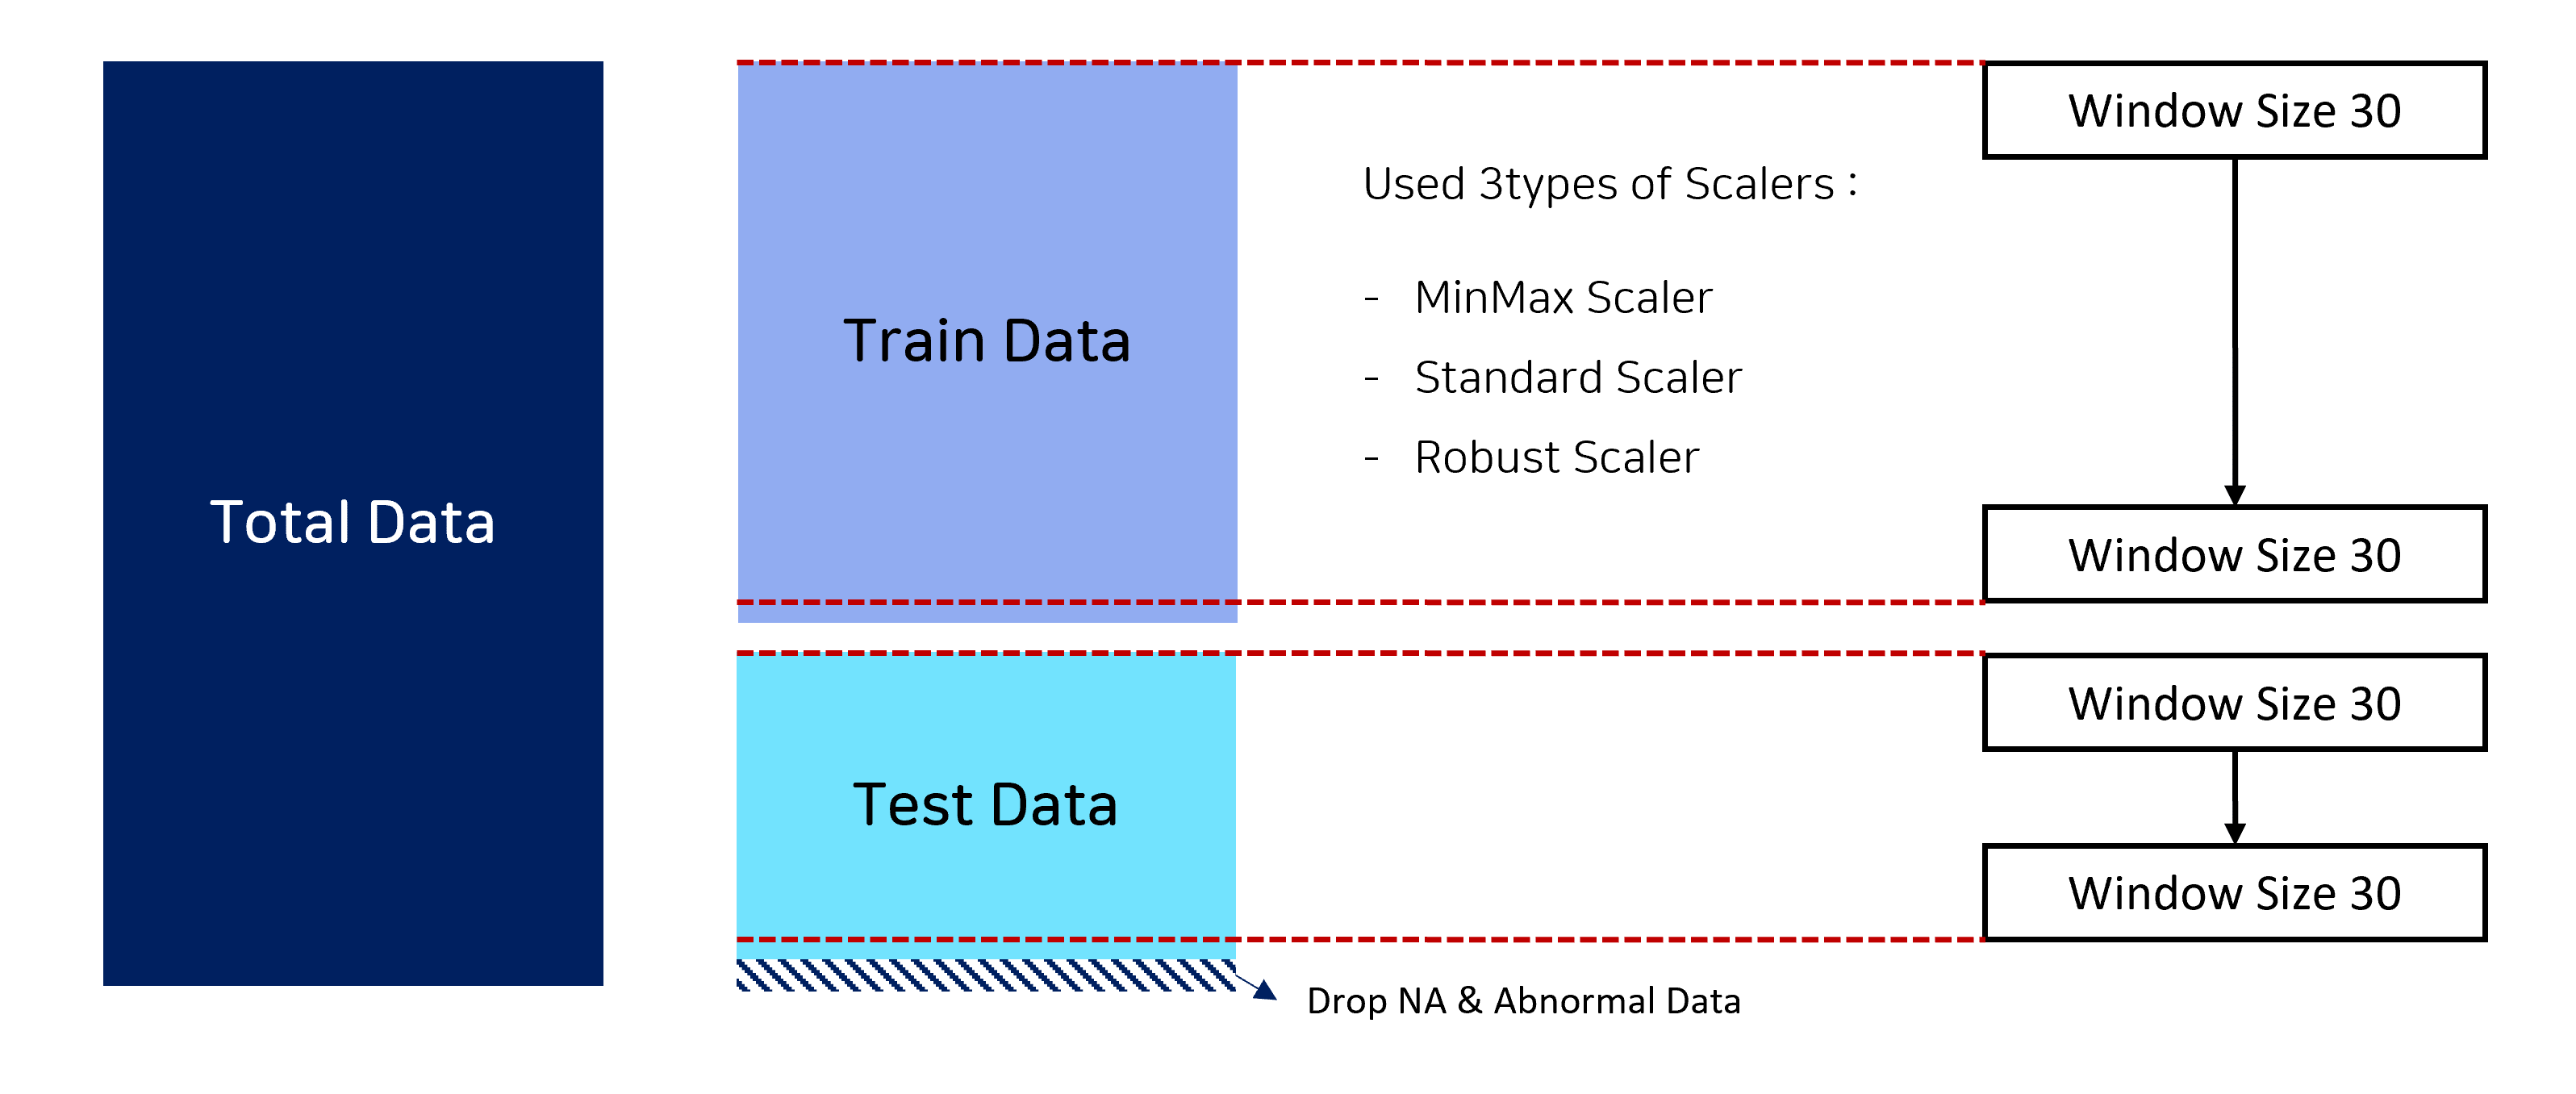 Total Data
Train Data
Used 3types of Scalers :
- MinMax Scaler
- Standard Scaler
- Robust Scaler
Window Size 30
Window Size 30
Test Data
Window Size 30
Window Size 30
Drop NA & Abnormal Data